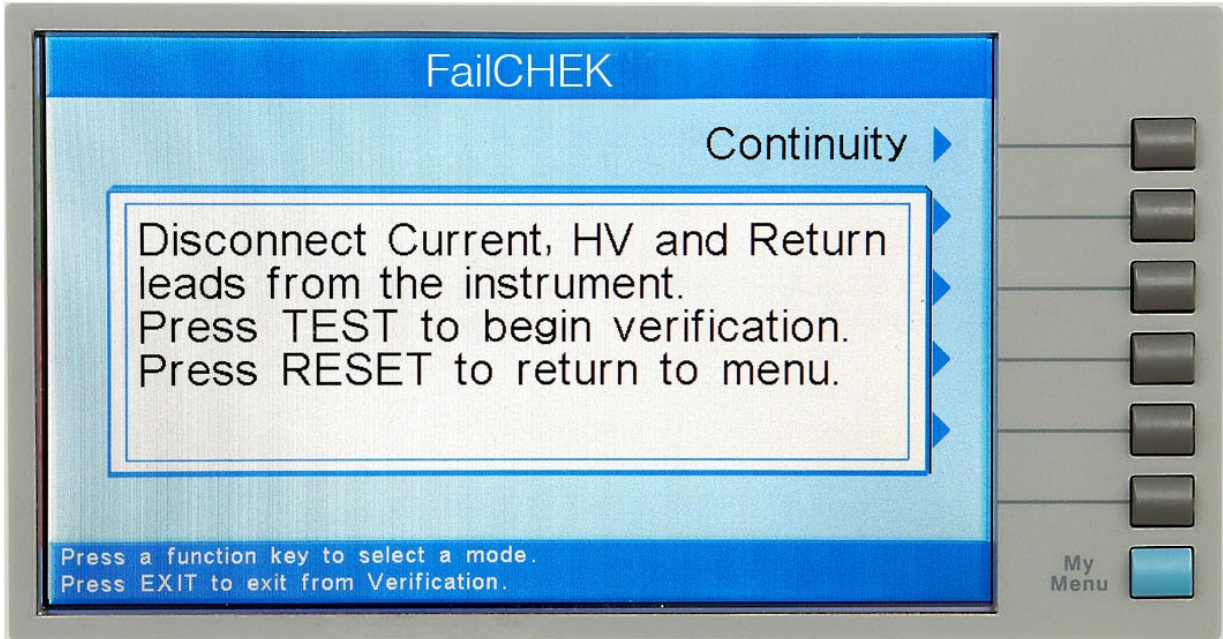 FailCHEK
Continuity
Disconnect Current, HV and Return
leads from the instrument.
Press TEST to begin verification.
Press RESET to return to menu.
Press a function key to select a mode.
Press EXIT to exit from Verification.
My
Menu